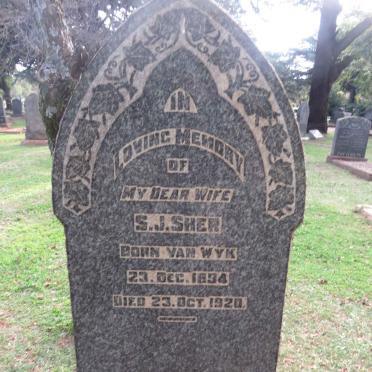 IN
LOVING MEMORY
OF
MY DEAR WIFE
S.J. SHER
BORN VAN WYK
23. DEC. 1894
DIED 23. OCT. 1920.